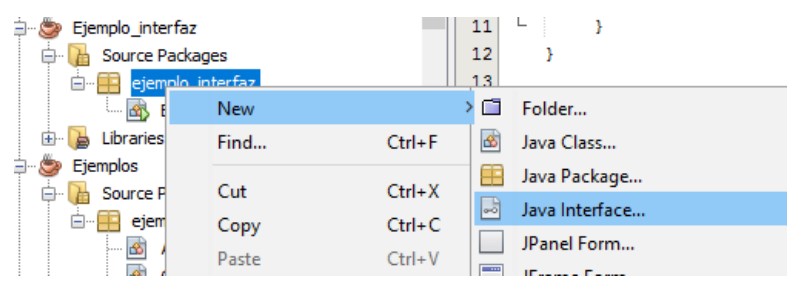 Ejemplo_interfaz
Source Packages
ejemplo_interfaz
Libraries
Ejemplos
Source P
ejem
New
Find... Ctrl+F
Cut Ctrl+X
Copy Ctrl+C
Paste Ctrl+V
11 }
12 }
13
Folder...
Java Class...
Java Package...
Java Interface...
JPanel Form...
JFrame Form...